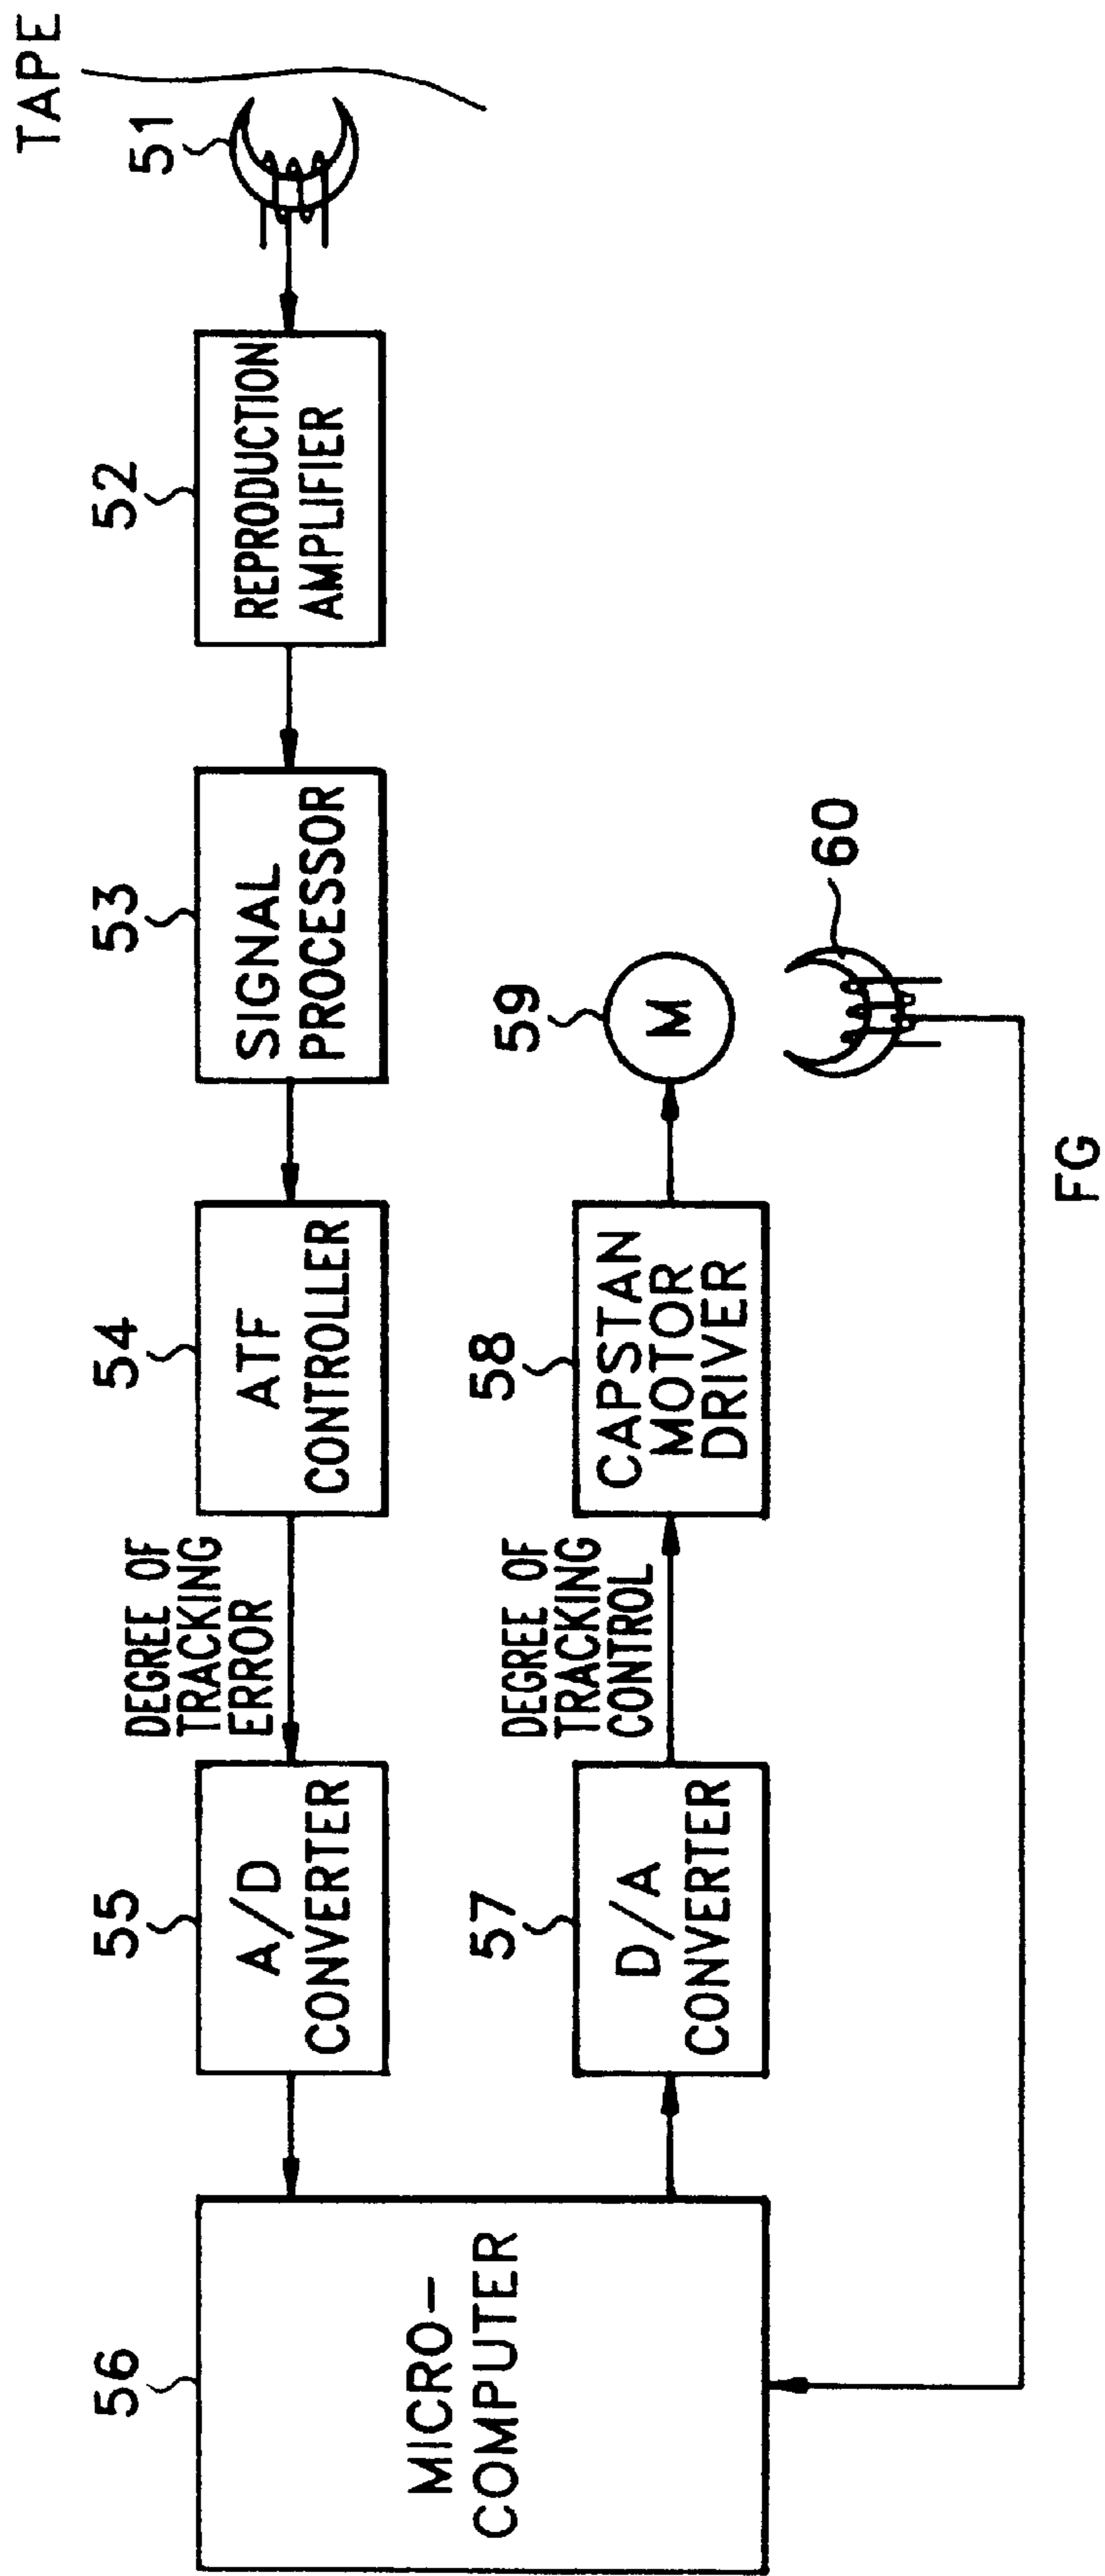 TAPE
51
52
REPRODUCTION
AMPLIFIER
53
SIGNAL
PROCESSOR
54
ATF
CONTROLLER
DEGREE OF
TRACKING
ERROR
55
A/D
CONVERTER
56
MICRO-
COMPUTER
57
D/A
CONVERTER
DEGREE OF
TRACKING
CONTROL
58
CAPSTAN
MOTOR
DRIVER
59
M
60
FG